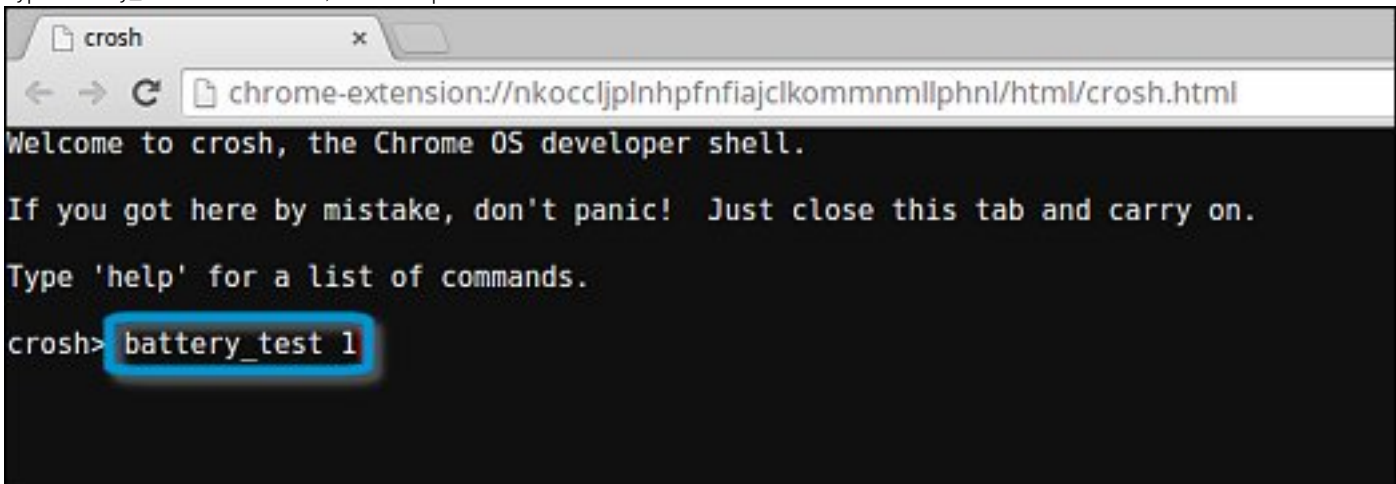 crosh
chrome-extension://nkoccljplnhpfnfiajclkommnmllphnl/html/crosh.html
Welcome to crosh, the Chrome OS developer shell.
If you got here by mistake, don't panic!  Just close this tab and carry on.
Type 'help' for a list of commands.
crosh> battery_test 1